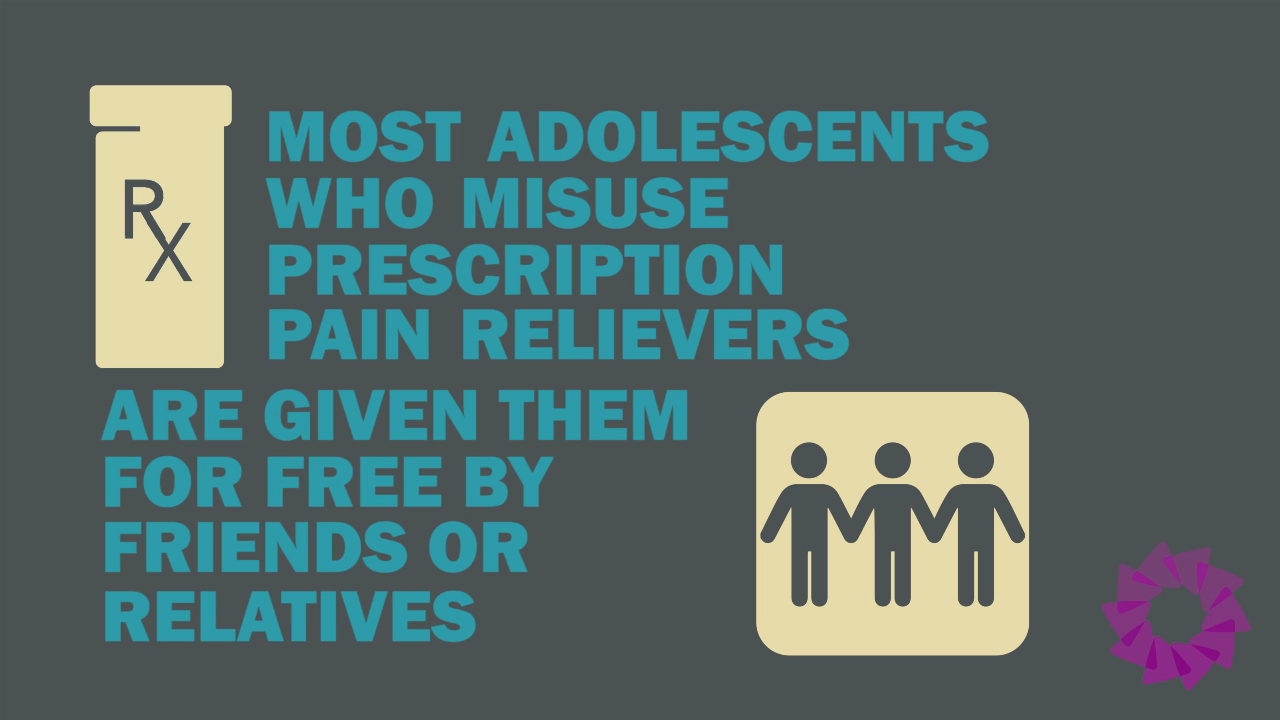 Rx
MOST ADOLESCENTS
WHO MISUSE
PRESCRIPTION
PAIN RELIEVERS
ARE GIVEN THEM
FOR FREE BY
FRIENDS OR
RELATIVES